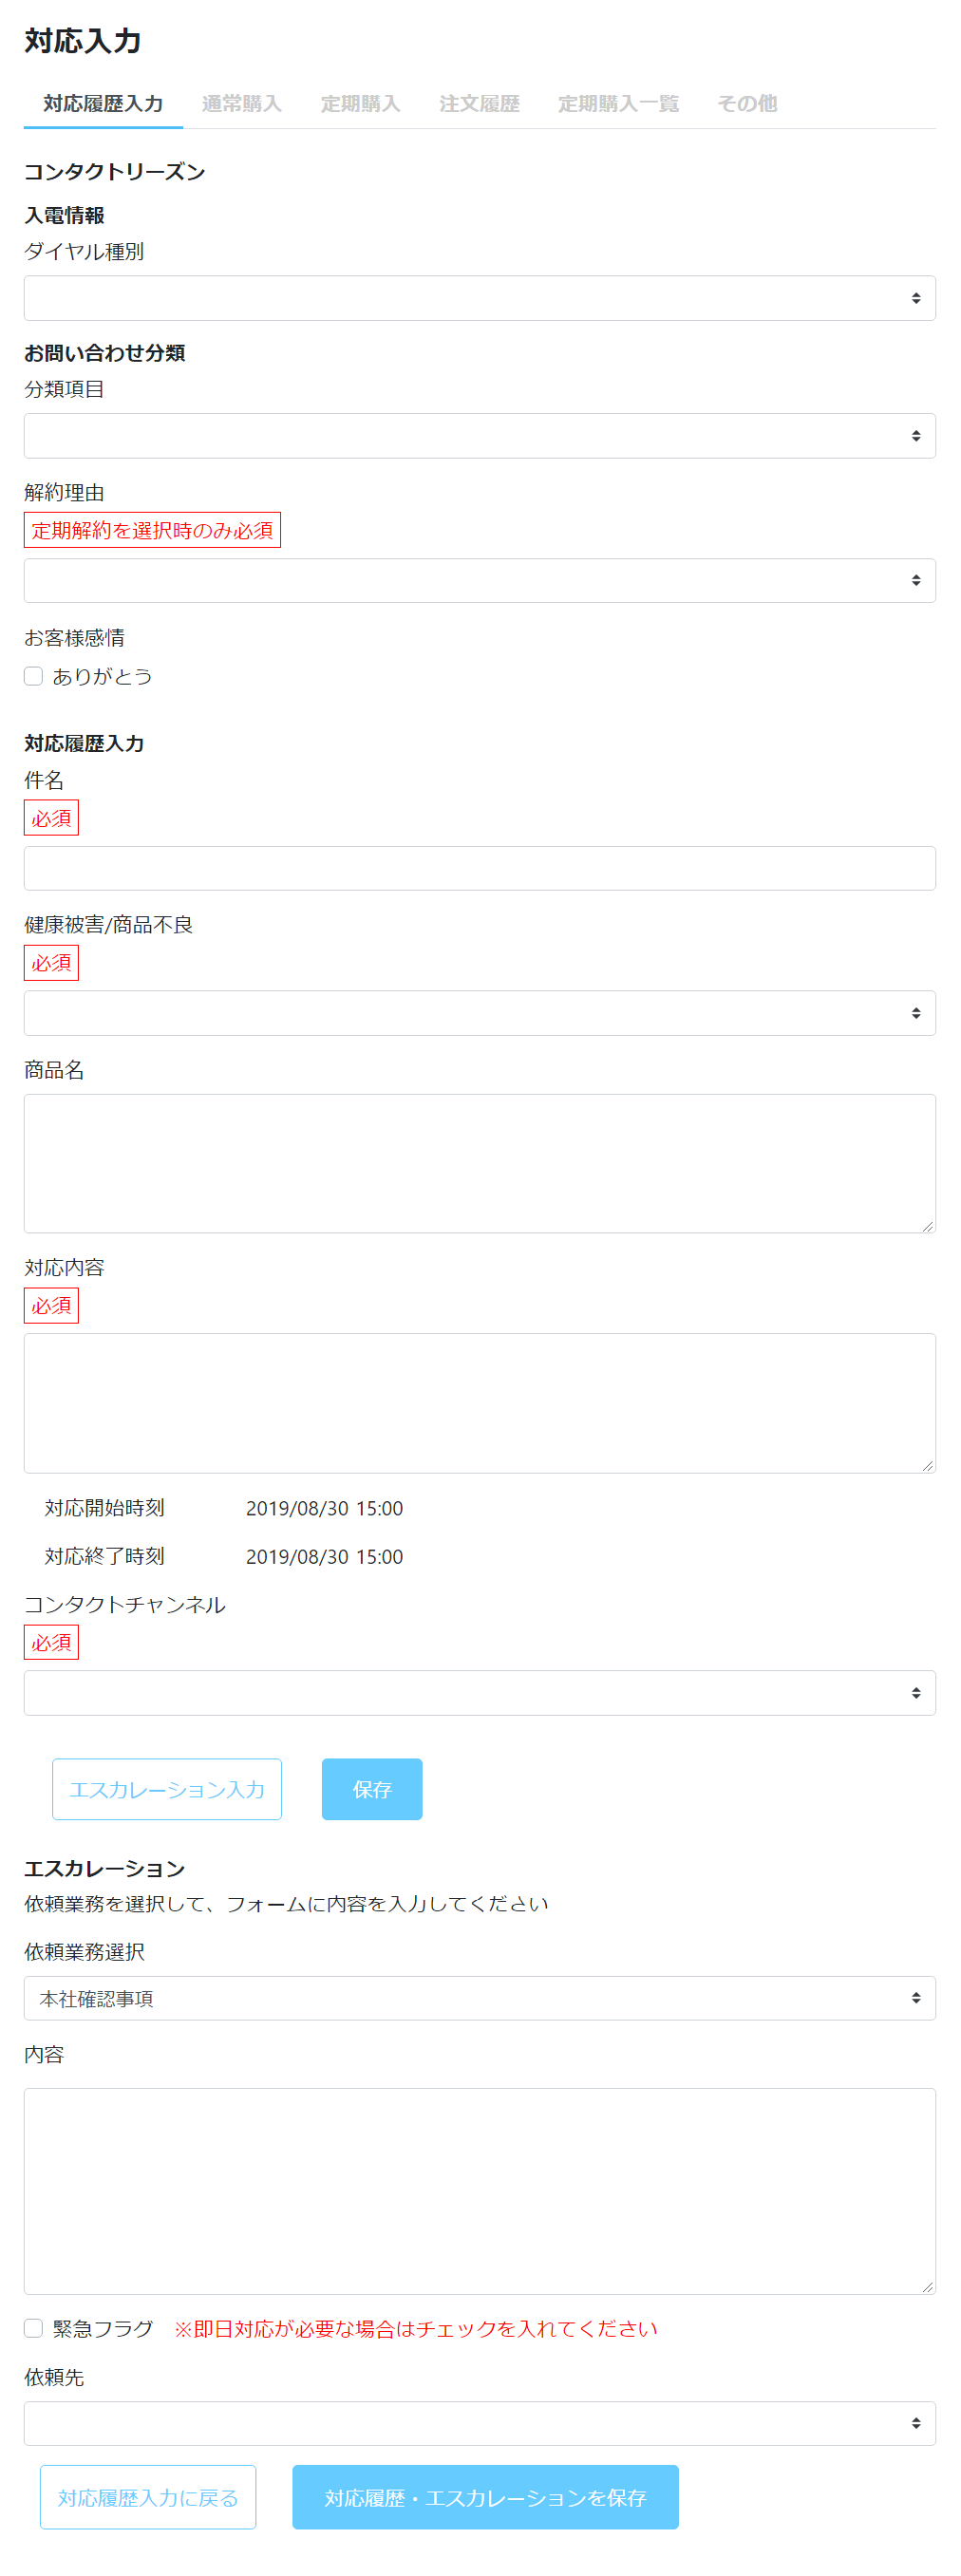 対応入力
対応履歴入力 通常購入 定期購入 注文履歴 定期購入一覧 その他
コンタクトリーズン
入電情報
ダイヤル種別
お問い合わせ分類
分類項目
解約理由
定期解約を選択時のみ必須
お客様感情
ありがとう
対応履歴入力
件名
必須
健康被害/商品不良
必須
商品名
対応内容
必須
対応開始時刻 2019/08/30 15:00
対応終了時刻 2019/08/30 15:00
コンタクトチャンネル
必須
エスカレーション入力 保存
エスカレーション
依頼業務を選択して、フォームに内容を入力してください
依頼業務選択
本社確認事項
内容
緊急フラグ ※即日対応が必要な場合はチェックを入れてください
依頼先
対応履歴入力に戻る 対応履歴・エスカレーションを保存